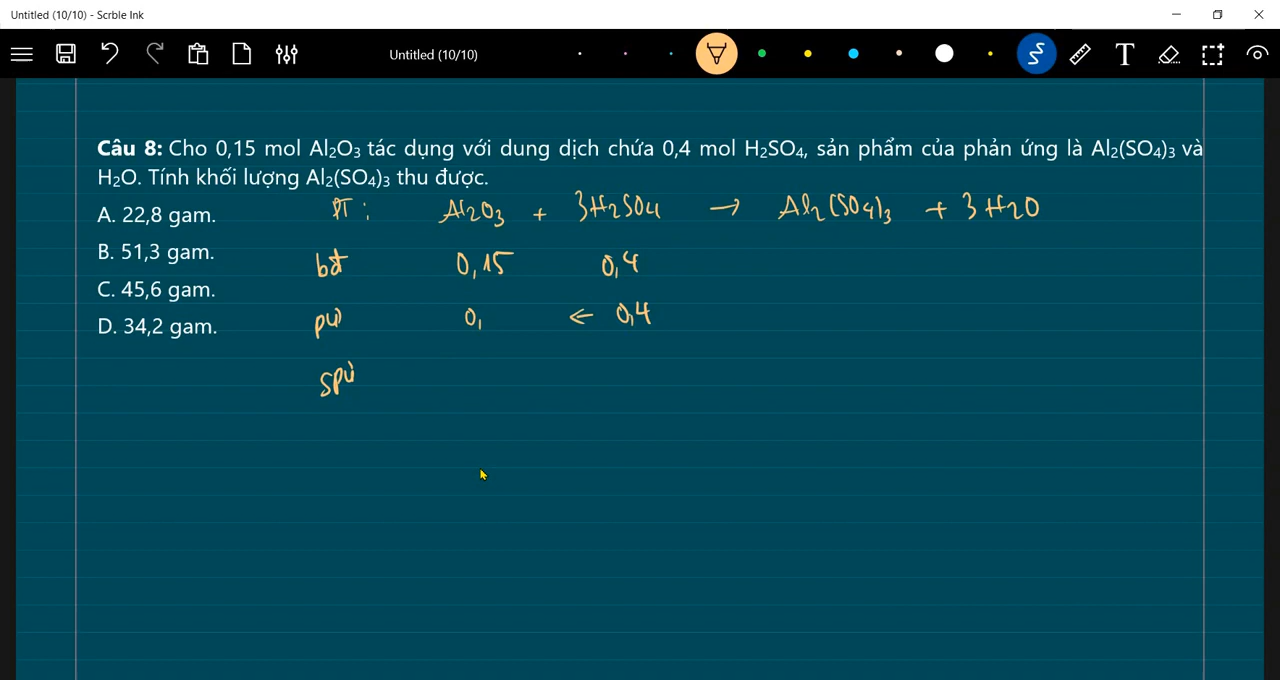 Untitled (10/10) - Scrble Ink
Untitled (10/10)
Câu 8: Cho 0,15 mol Al₂O₃ tác dụng với dung dịch chứa 0,4 mol H₂SO₄, sản phẩm của phản ứng là Al₂(SO₄)₃ và
H₂O. Tính khối lượng Al₂(SO₄)₃ thu được.
PT: Al₂O₃ + 3H₂SO₄ → Al₂(SO₄)₃ + 3H₂O
A. 22,8 gam.
B. 51,3 gam.
bđ 0,15 0,4
C. 45,6 gam.
pư 0, ← 0,4
D. 34,2 gam.
spư